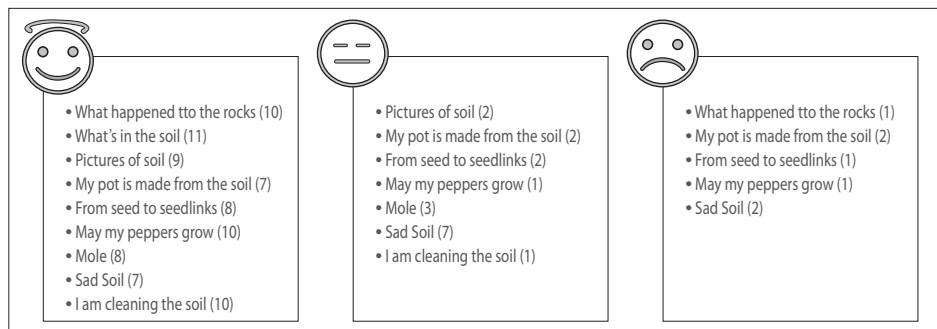 • What happened tto the rocks (10)
• What's in the soil (11)
• Pictures of soil (9)
• My pot is made from the soil (7)
• From seed to seedlinks (8)
• May my peppers grow (10)
• Mole (8)
• Sad Soil (7)
• I am cleaning the soil (10)
• Pictures of soil (2)
• My pot is made from the soil (2)
• From seed to seedlinks (2)
• May my peppers grow (1)
• Mole (3)
• Sad Soil (7)
• I am cleaning the soil (1)
• What happened tto the rocks (1)
• My pot is made from the soil (2)
• From seed to seedlinks (1)
• May my peppers grow (1)
• Sad Soil (2)